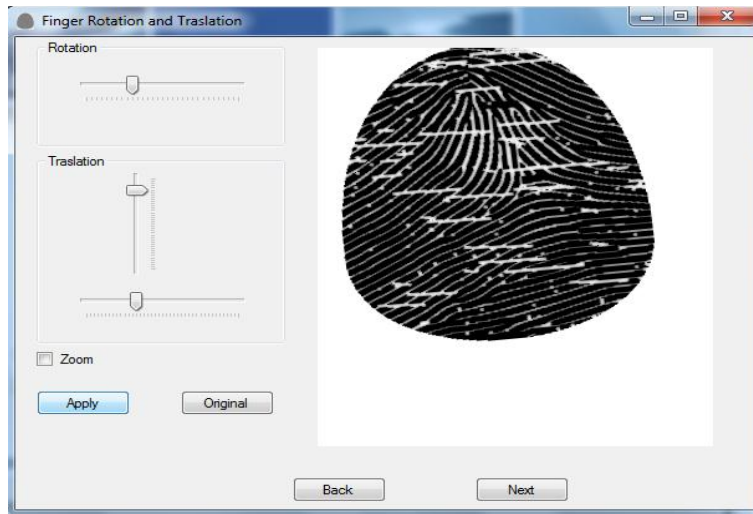 Finger Rotation and Traslation
Rotation
Traslation
Zoom
Apply
Original
Back
Next